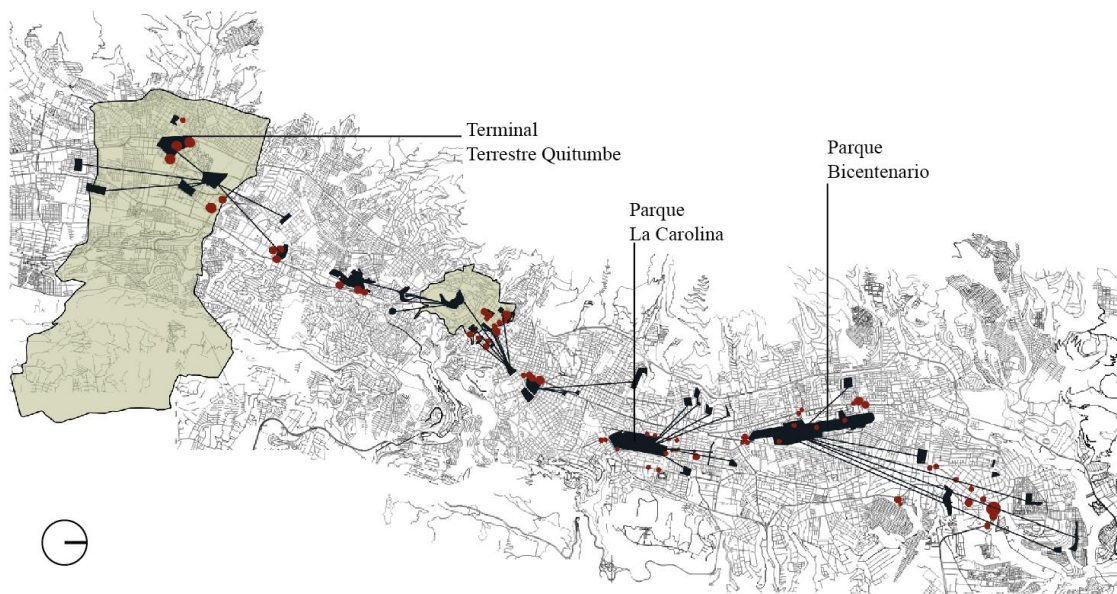 Terminal
Terrestre Quitumbe
Parque
La Carolina
Parque
Bicentenario